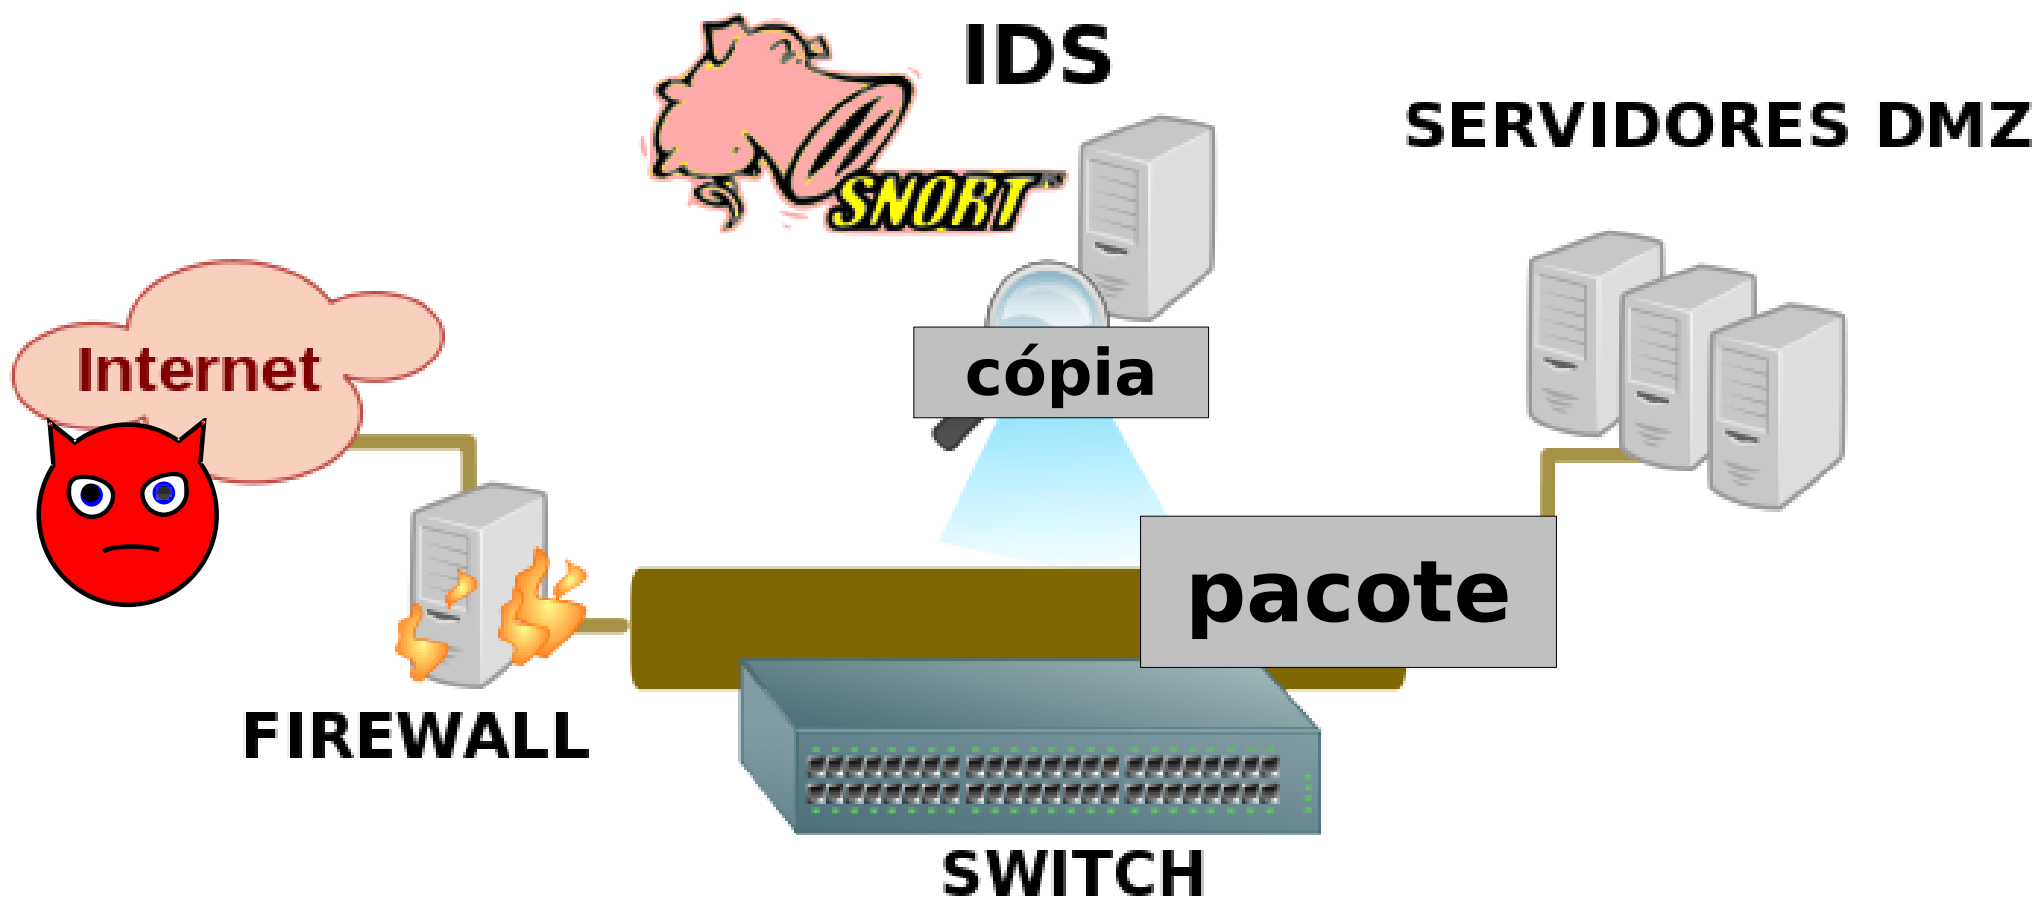 IDS
SERVIDORES DMZ
SNORT
Internet
cópia
pacote
FIREWALL
SWITCH